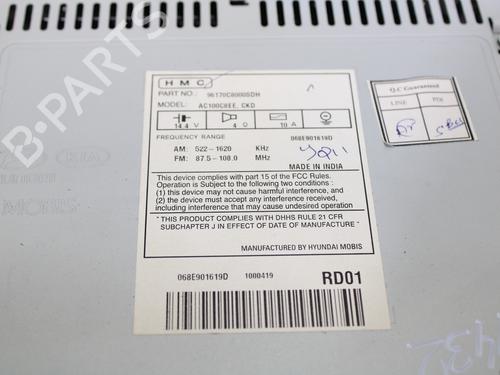 HMC
PART NO.: 96170C8000SDH
MODEL: AC100C8EE, CKD
14.4 V 4 Ω 10 A
FREQUENCY RANGE 068E901619D
AM: 522-1620 KHz
FM: 87.5-108.0 MHz
MADE IN INDIA
This device complies with part 15 of the FCC Rules.
Operation is Subject to the following two conditions :
(1) this device may not cause harmful interference, and
(2) the device must accept any interference received,
including interference that may cause undesired
operation
" THIS PRODUCT COMPLIES WITH DHHS RULE 21 CFR
SUBCHAPTER J IN EFFECT OF DATE OF MANUFACTURE "
MANUFACTURED BY HYUNDAI MOBIS
068E901619D 1000419 RD01
Q.C Guaranteed
LINE PDI
B-PARTS